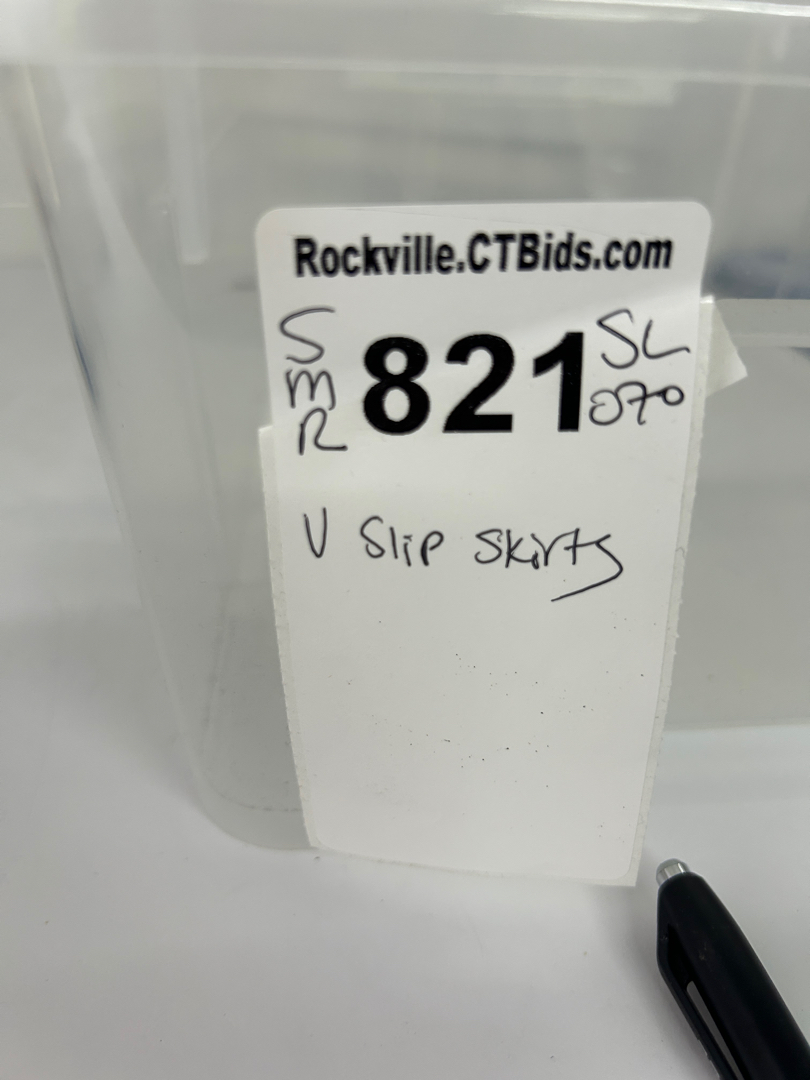 Rockville.CTBids.com
S
M
R
821
SL
070
V Slip Skirts